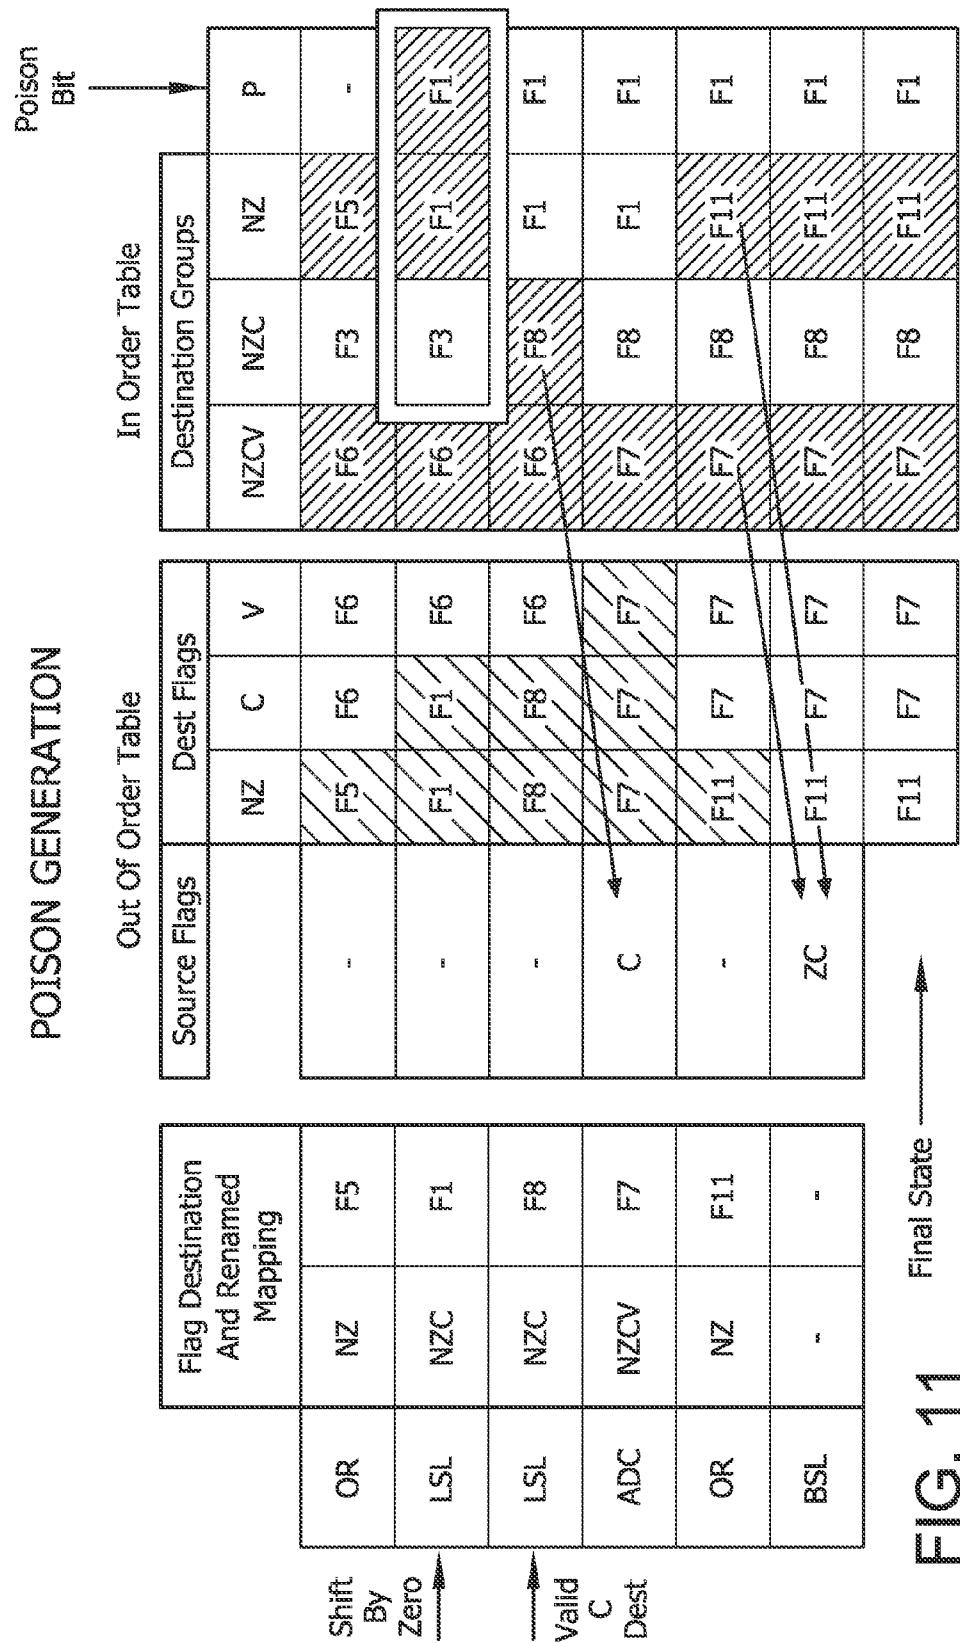 POISON GENERATION
Out Of Order Table
In Order Table
Poison
Bit
Flag Destination
And Renamed
Mapping
Source Flags
Dest Flags
Destination Groups
NZ C V NZCV NZC NZ P
OR NZ F5 - F5 F6 F6 F6 F3 F5 -
Shift
By
Zero
LSL NZC F1 - F1 F1 F6 F6 F3 F1 F1
Valid
C
Dest
LSL NZC F8 - F8 F8 F6 F6 F8 F1 F1
ADC NZCV F7 C F7 F7 F7 F7 F8 F1 F1
OR NZ F11 - F11 F7 F7 F7 F8 F11 F1
BSL - - ZC F11 F7 F7 F7 F8 F11 F1
Final State
F11 F7 F7 F7 F8 F11 F1
FIG. 11